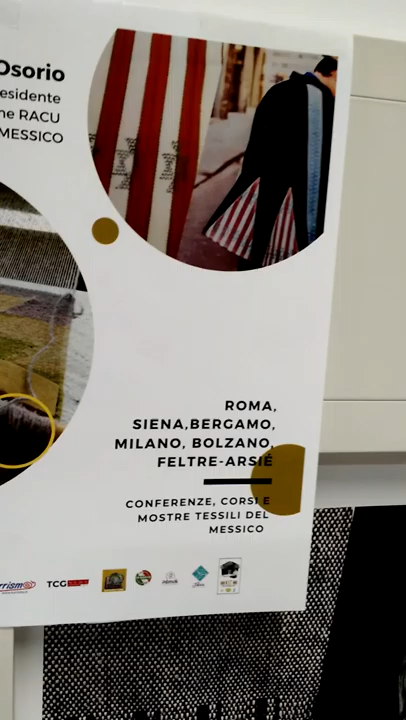 Osorio
esidente
ne RACU
MESSICO
ROMA,
SIENA,BERGAMO,
MILANO, BOLZANO,
FELTRE-ARSIÉ
CONFERENZE, CORSI E
MOSTRE TESSILI DEL
MESSICO
TCG